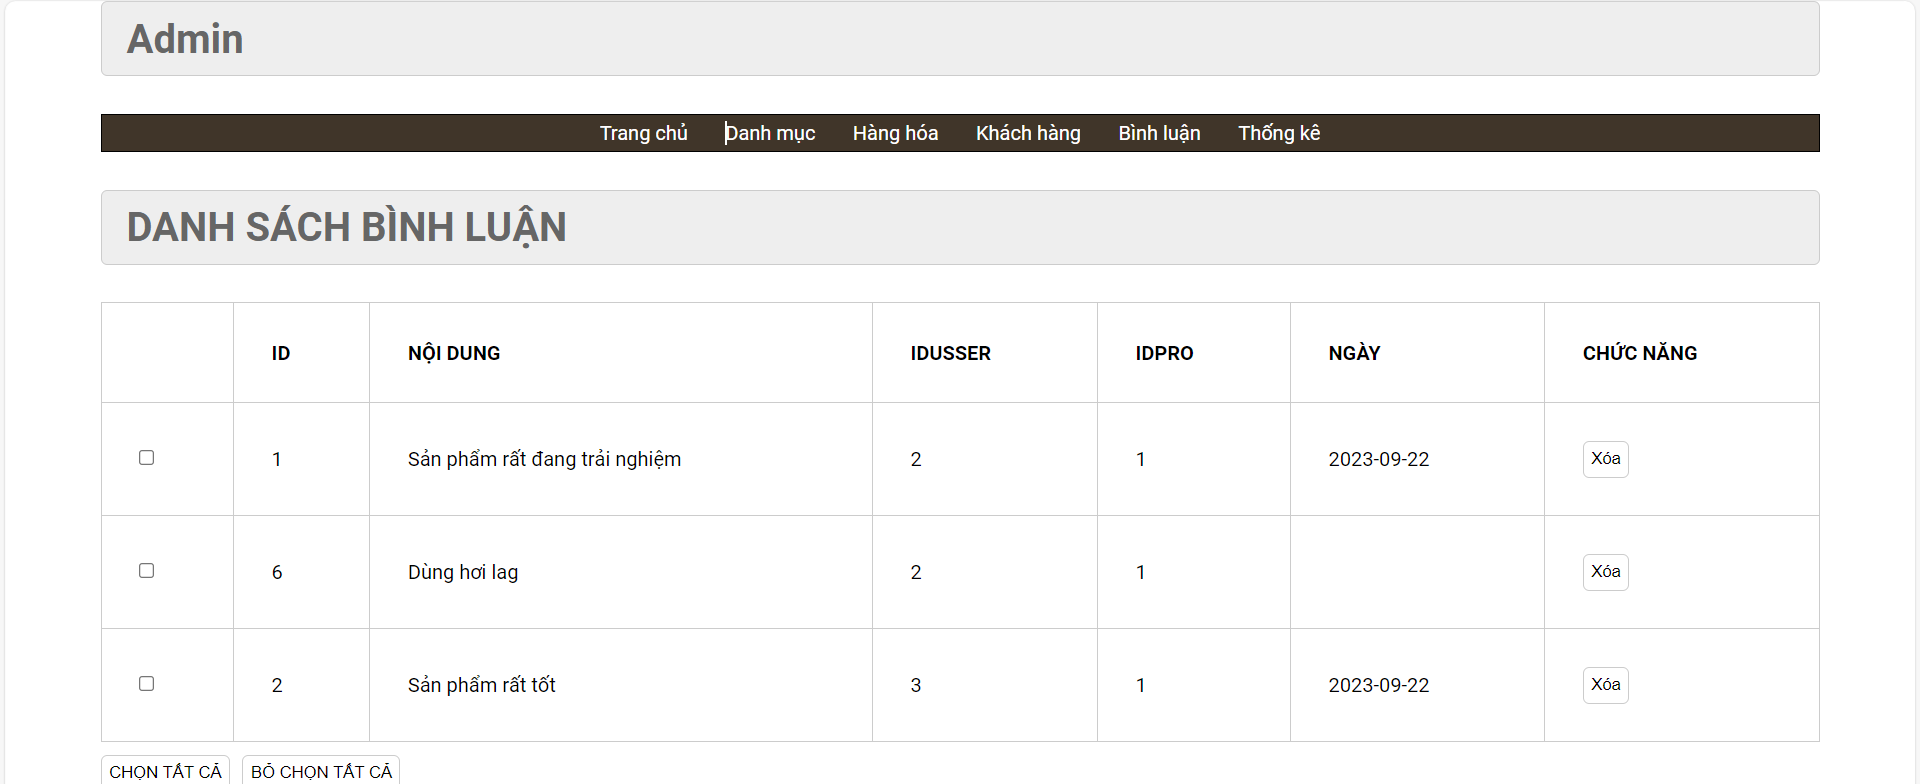 Admin
Trang chủ Danh mục Hàng hóa Khách hàng Bình luận Thống kê
DANH SÁCH BÌNH LUẬN
ID NỘI DUNG IDUSSER IDPRO NGÀY CHỨC NĂNG
1 Sản phẩm rất đang trải nghiệm 2 1 2023-09-22 Xóa
6 Dùng hơi lag 2 1 Xóa
2 Sản phẩm rất tốt 3 1 2023-09-22 Xóa
CHỌN TẤT CẢ BỎ CHỌN TẤT CẢ